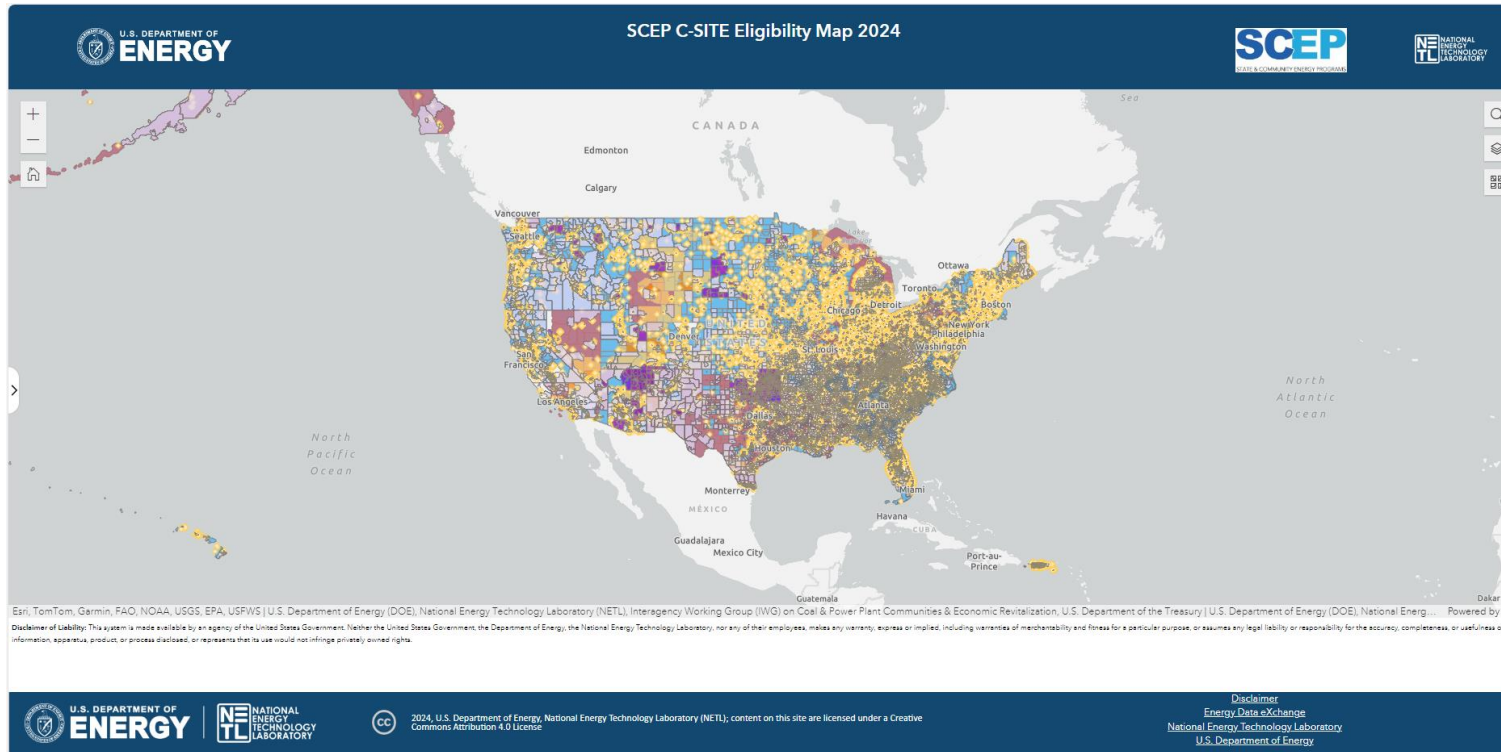 U.S. DEPARTMENT OF
ENERGY
SCEP C-SITE Eligibility Map 2024
SCEP
STATE & COMMUNITY ENERGY PROGRAMS
NE
TL
NATIONAL
ENERGY
TECHNOLOGY
LABORATORY
Sea
CANADA
Edmonton
Calgary
Vancouver
Seattle
Ottawa
Toronto
Detroit
Boston
Chicago
New York
Philadelphia
UNITED
STATES
Denver
St. Louis
Washington
San
Francisco
Los Angeles
Atlanta
Dallas
Houston
North
Pacific
Ocean
North
Atlantic
Ocean
Monterrey
Miami
MÉXICO
Havana
CUBA
Guadalajara
Mexico City
Port-au-
Prince
Guatemala
Dakar
Esri, TomTom, Garmin, FAO, NOAA, USGS, EPA, USFWS | U.S. Department of Energy (DOE), National Energy Technology Laboratory (NETL), Interagency Working Group (IWG) on Coal & Power Plant Communities & Economic Revitalization, U.S. Department of the Treasury | U.S. Department of Energy (DOE), National Energ... Powered by
Disclaimer of Liability: This system is made available by an agency of the United States Government. Neither the United States Government, the Department of Energy, the National Energy Technology Laboratory, nor any of their employees, makes any warranty, express or implied, including warranties of merchantability and fitness for a particular purpose, or assumes any legal liability or responsibility for the accuracy, completeness, or usefulness o
information, apparatus, product, or process disclosed, or represents that its use would not infringe privately owned rights.
U.S. DEPARTMENT OF
ENERGY
NE
TL
NATIONAL
ENERGY
TECHNOLOGY
LABORATORY
cc
2024, U.S. Department of Energy, National Energy Technology Laboratory (NETL); content on this site are licensed under a Creative
Commons Attribution 4.0 License
Disclaimer
Energy Data eXchange
National Energy Technology Laboratory
U.S. Department of Energy